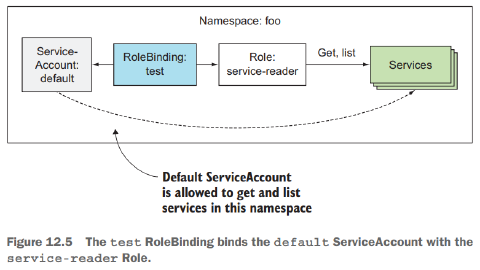 Namespace: foo
Service-
Account:
default
RoleBinding:
test
Role:
service-reader
Get, list
Services
Default ServiceAccount
is allowed to get and list
services in this namespace
Figure 12.5 The test RoleBinding binds the default ServiceAccount with the
service-reader Role.